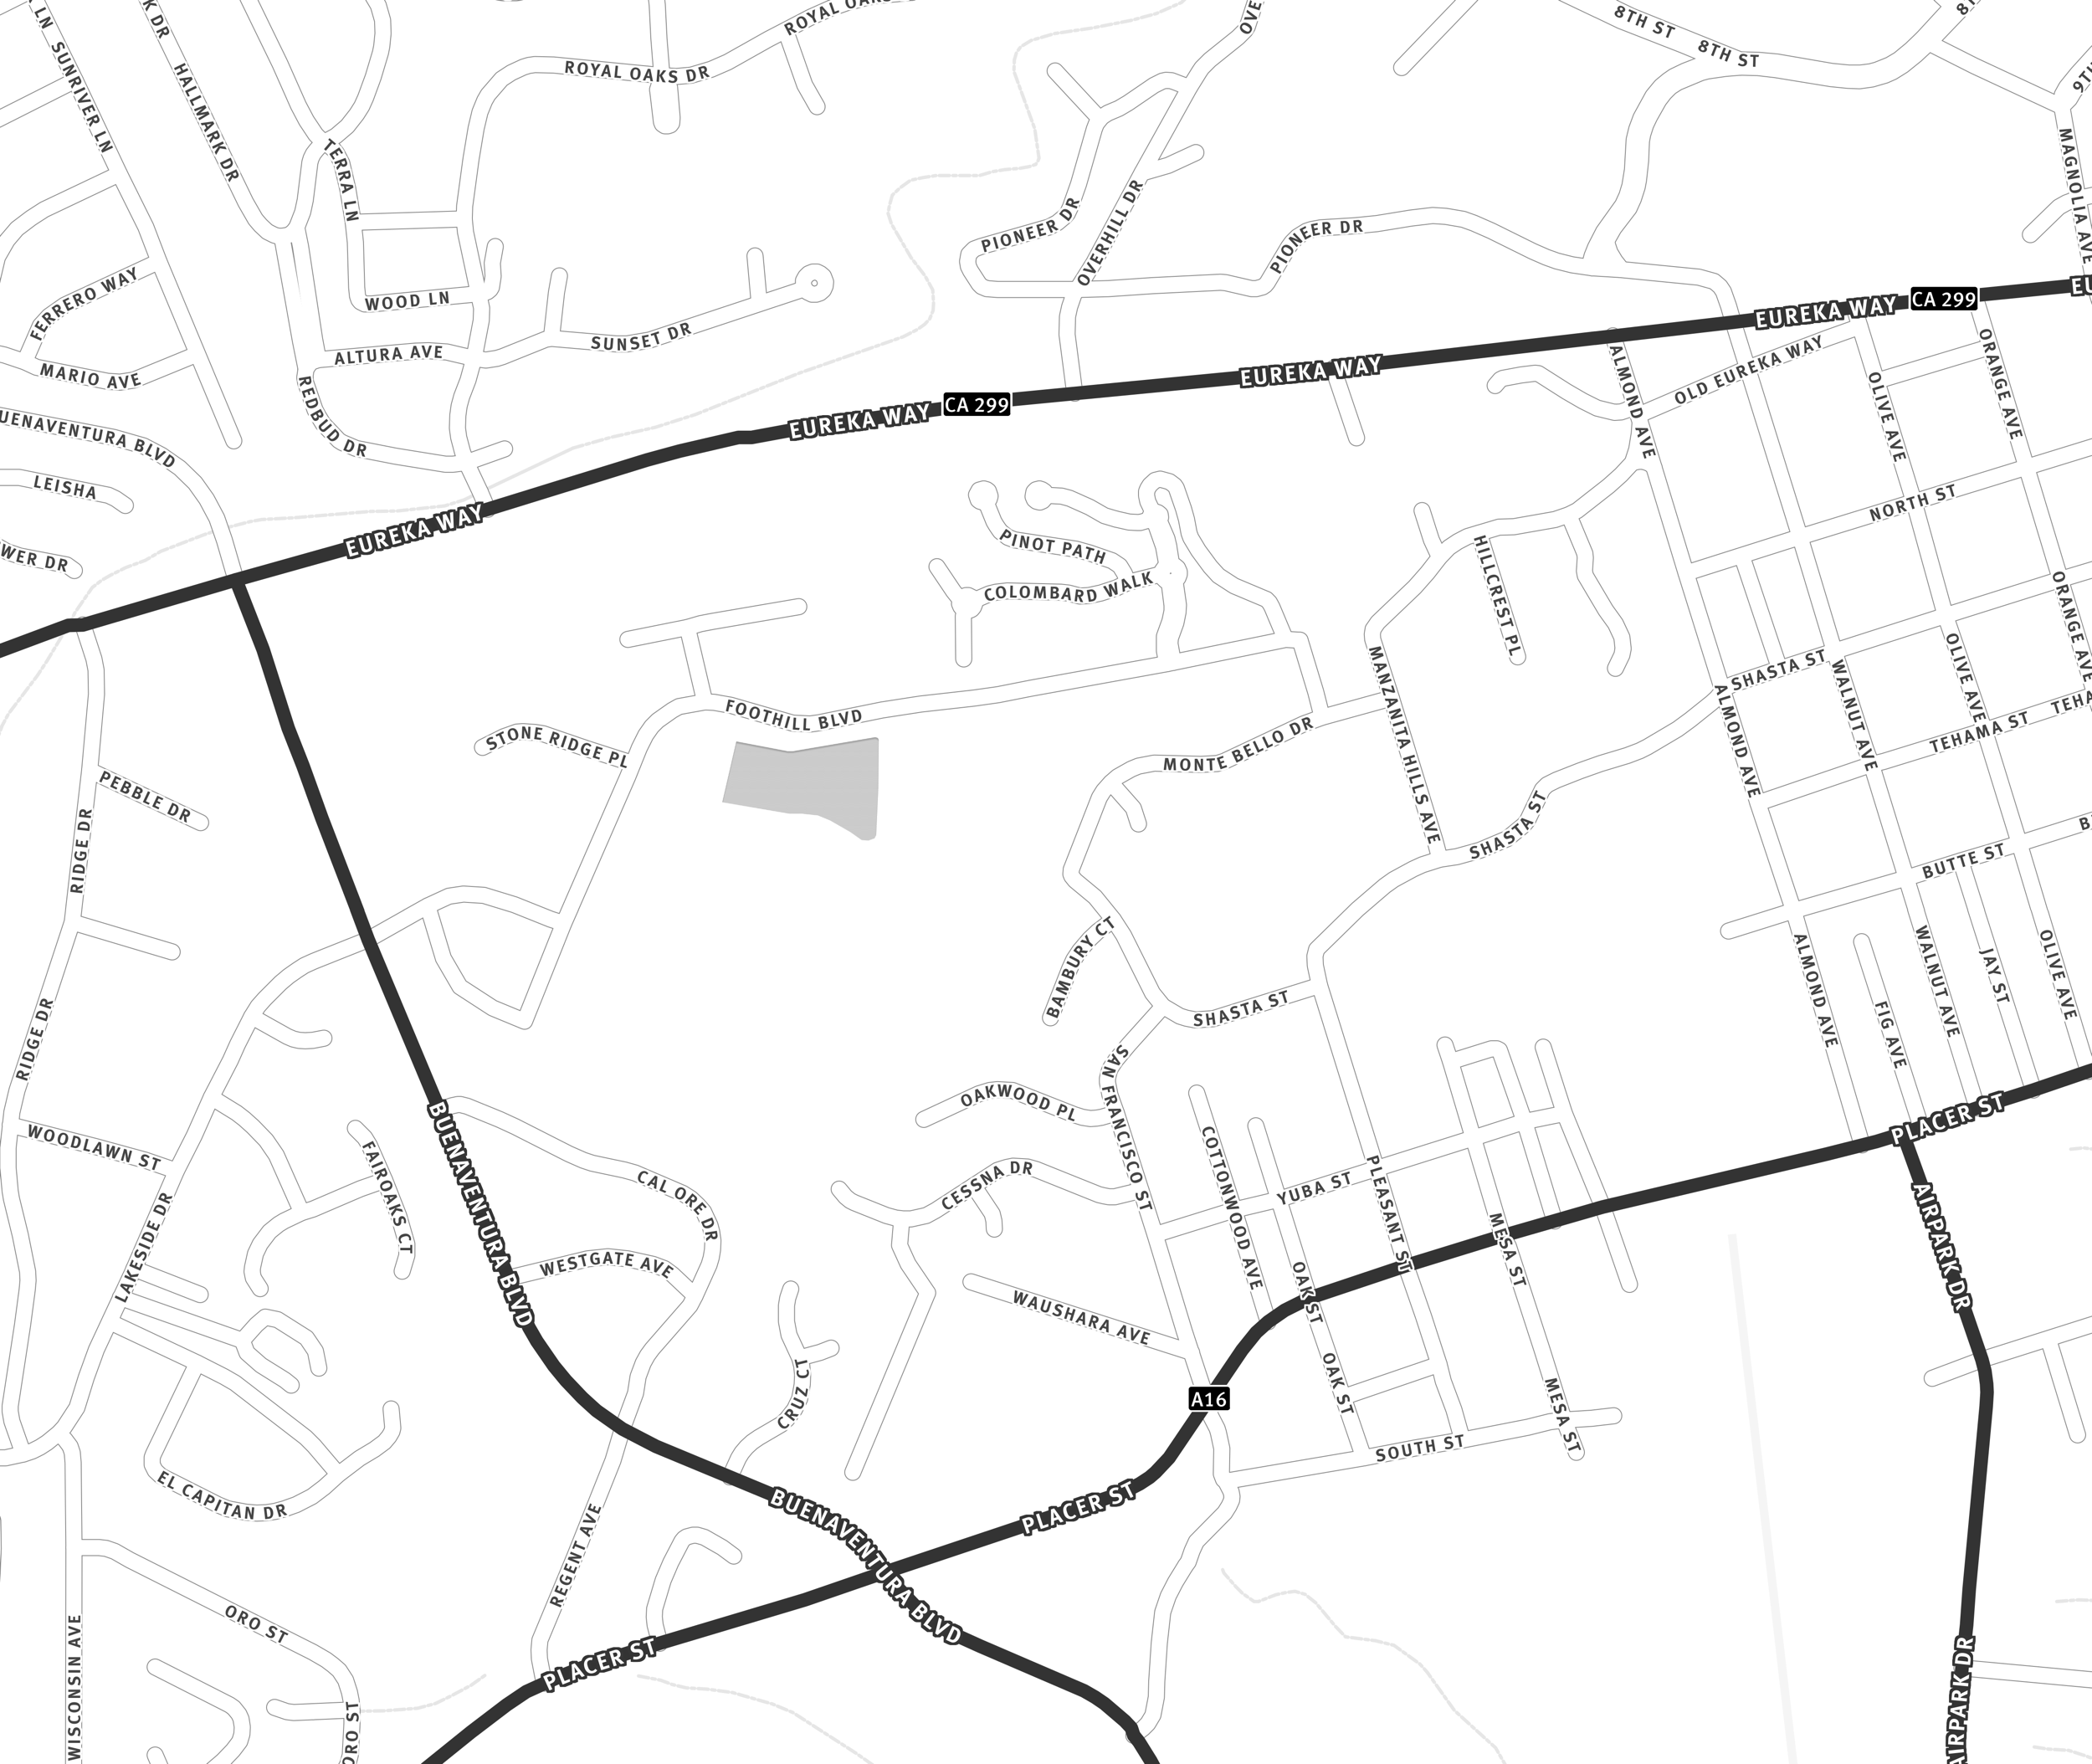 SUNRIVER LN
HALLMARK DR
ROYAL OAKS DR
8TH ST
8TH ST
TERRA LN
MAGNOLIA AVE
PIONEER DR
OVERHILL DR
PIONEER DR
FERRERO WAY
WOOD LN
CA 299
EUREKA WAY
SUNSET DR
ALTURA AVE
MARIO AVE
REDBUD DR
ALMOND AVE
OLD EUREKA WAY
OLIVE AVE
ORANGE AVE
EUREKA WAY
CA 299
EUREKA WAY
UENAVENTURA BLVD
LEISHA
NORTH ST
EUREKA WAY
WER DR
PINOT PATH
COLOMBARD WALK
HILLCREST PL
ORANGE AVE
SHASTA ST
WALNUT AVE
OLIVE AVE
MANZANITA HILLS AVE
FOOTHILL BLVD
STONE RIDGE PL
MONTE BELLO DR
ALMOND AVE
TEHAMA ST
TEHA
PEBBLE DR
RIDGE DR
SHASTA ST
BUTTE ST
B
BAMBURY CT
SHASTA ST
ALMOND AVE
WALNUT AVE
JAY ST
OLIVE AVE
FIG AVE
RIDGE DR
SAN FRANCISCO ST
OAKWOOD PL
PLACER ST
WOODLAWN ST
FAIROAKS CT
BUENAVENTURA BLVD
CAL ORE DR
CESSNA DR
COTTONWOOD AVE
YUBA ST
PLEASANT ST
MESA ST
AIRPARK DR
LAKESIDE DR
WESTGATE AVE
WAUSHARA AVE
OAK ST
A16
OAK ST
MESA ST
CRUZ CT
SOUTH ST
EL CAPITAN DR
BUENAVENTURA BLVD
PLACER ST
REGENT AVE
ORO ST
PLACER ST
WISCONSIN AVE
ORO ST
AIRPARK DR